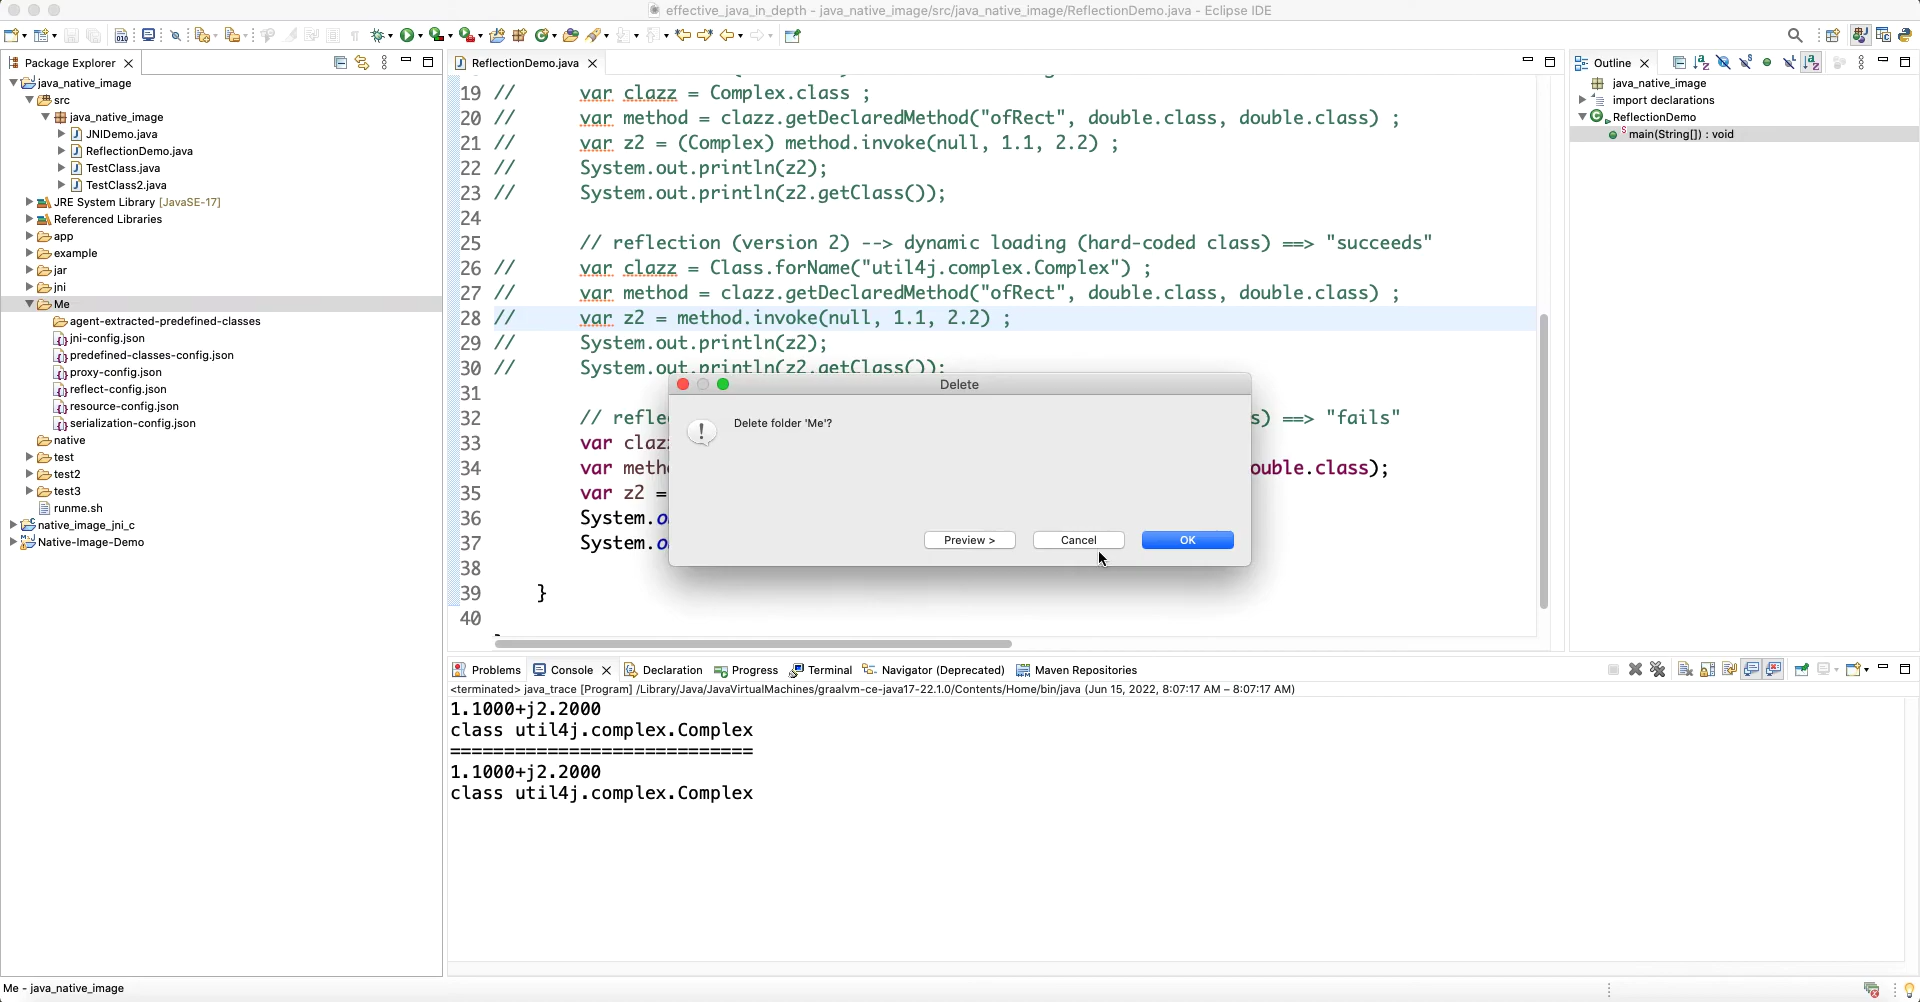 effective_java_in_depth - java_native_image/src/java_native_image/ReflectionDemo.java - Eclipse IDE
Package Explorer
java_native_image
src
java_native_image
JNIDemo.java
ReflectionDemo.java
TestClass.java
TestClass2.java
JRE System Library [JavaSE-17]
Referenced Libraries
app
example
jar
jni
Me
agent-extracted-predefined-classes
jni-config.json
predefined-classes-config.json
proxy-config.json
reflect-config.json
resource-config.json
serialization-config.json
native
test
test2
test3
runme.sh
native_image_jni_c
Native-Image-Demo
ReflectionDemo.java
19 // var clazz = Complex.class ;
20 // var method = clazz.getDeclaredMethod("ofRect", double.class, double.class) ;
21 // var z2 = (Complex) method.invoke(null, 1.1, 2.2) ;
22 // System.out.println(z2);
23 // System.out.println(z2.getClass());
24
25 // reflection (version 2) --> dynamic loading (hard-coded class) ==> "succeeds"
26 // var clazz = Class.forName("util4j.complex.Complex") ;
27 // var method = clazz.getDeclaredMethod("ofRect", double.class, double.class) ;
28 // var z2 = method.invoke(null, 1.1, 2.2) ;
29 // System.out.println(z2);
30 // System.out.println(z2.getClass());
31
32 // refle s) ==> "fails"
33 var claz
34 var meth ouble.class);
35 var z2 =
36 System.o
37 System.o
38
39 }
40
Delete
Delete folder 'Me'?
Preview >
Cancel
OK
Outline
java_native_image
import declarations
ReflectionDemo
main(String[]) : void
Problems
Console
Declaration
Progress
Terminal
Navigator (Deprecated)
Maven Repositories
<terminated> java_trace [Program] /Library/Java/JavaVirtualMachines/graalvm-ce-java17-22.1.0/Contents/Home/bin/java (Jun 15, 2022, 8:07:17 AM – 8:07:17 AM)
1.1000+j2.2000
class util4j.complex.Complex
============================
1.1000+j2.2000
class util4j.complex.Complex
Me - java_native_image